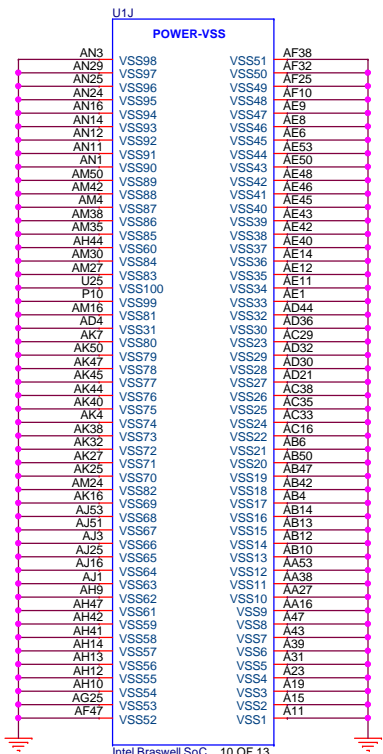 U1J
POWER-VSS
AN3 VSS98 VSS51 AF38
AN29 VSS97 VSS50 AF32
AN25 VSS96 VSS49 AF25
AN24 VSS95 VSS48 AF10
AN16 VSS94 VSS47 AE9
AN14 VSS93 VSS46 AE8
AN12 VSS92 VSS45 AE6
AN11 VSS91 VSS44 AE53
AN1 VSS90 VSS43 AE50
AM50 VSS89 VSS42 AE48
AM42 VSS88 VSS41 AE46
AM4 VSS87 VSS40 AE45
AM38 VSS86 VSS39 AE43
AM35 VSS85 VSS38 AE42
AH44 VSS60 VSS37 AE40
AM30 VSS84 VSS36 AE14
AM27 VSS83 VSS35 AE12
U25 VSS100 VSS34 AE11
P10 VSS99 VSS33 AE1
AM16 VSS81 VSS32 AD44
AD4 VSS31 VSS30 AD36
AK7 VSS80 VSS23 AC29
AK50 VSS79 VSS29 AD32
AK47 VSS78 VSS28 AD30
AK45 VSS77 VSS27 AD21
AK44 VSS76 VSS26 AC38
AK40 VSS75 VSS25 AC35
AK4 VSS74 VSS24 AC33
AK38 VSS73 VSS22 AC16
AK32 VSS72 VSS21 AB6
AK27 VSS71 VSS20 AB50
AK25 VSS70 VSS19 AB47
AM24 VSS82 VSS18 AB42
AK16 VSS69 VSS17 AB4
AJ53 VSS68 VSS16 AB14
AJ51 VSS67 VSS15 AB13
AJ3 VSS66 VSS14 AB12
AJ25 VSS65 VSS13 AB10
AJ16 VSS64 VSS12 AA53
AJ1 VSS63 VSS11 AA38
AH9 VSS62 VSS10 AA27
AH47 VSS61 VSS9 AA16
AH42 VSS59 VSS8 A47
AH41 VSS58 VSS7 A43
AH14 VSS57 VSS6 A39
AH13 VSS56 VSS5 A31
AH12 VSS55 VSS4 A23
AH10 VSS54 VSS3 A19
AG25 VSS53 VSS2 A15
AF47 VSS52 VSS1 A11
Intel Braswell SoC 10 OF 13